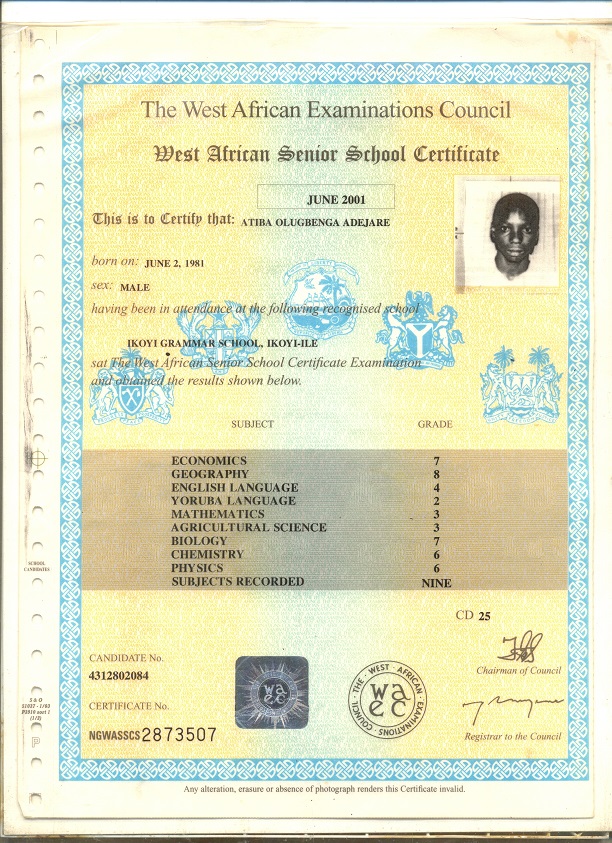 The West African Examinations Council
West African Senior School Certificate
JUNE 2001
This is to Certify that: ATIBA OLUGBENGA ADEJARE
born on: JUNE 2, 1981
sex: MALE
having been in attendance at the following recognised school
IKOYI GRAMMAR SCHOOL, IKOYI-ILE
sat The West African Senior School Certificate Examination
and obtained the results shown below.
SUBJECT GRADE
ECONOMICS 7
GEOGRAPHY 8
ENGLISH LANGUAGE 4
YORUBA LANGUAGE 2
MATHEMATICS 3
AGRICULTURAL SCIENCE 3
BIOLOGY 7
CHEMISTRY 6
PHYSICS 6
SUBJECTS RECORDED NINE
SCHOOL
CANDIDATES
CD 25
CANDIDATE No.
4312802084
Chairman of Council
CERTIFICATE No.
NGWASSCS2873507
waec
THE WEST AFRICAN EXAMINATIONS COUNCIL
waec
Registrar to the Council
S & O
(1/2)
P
Any alteration, erasure or absence of photograph renders this Certificate invalid.